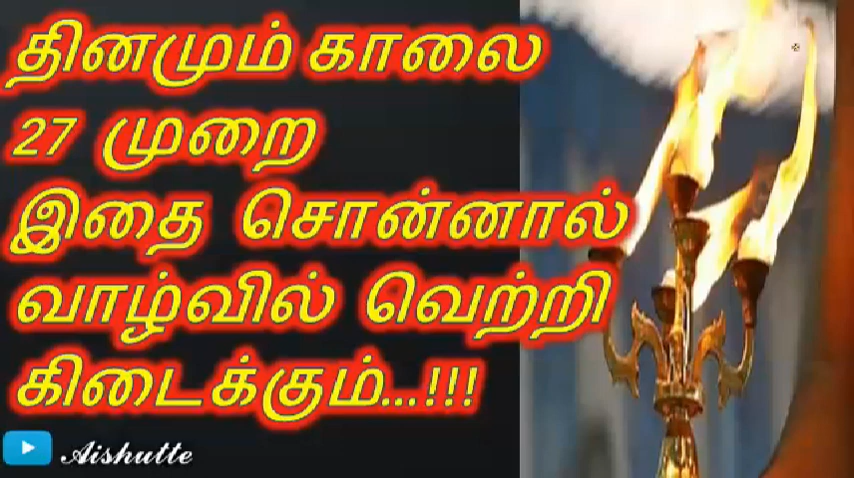 தினமும் காலை
27 முறை
இதை சொன்னால்
வாழ்வில் வெற்றி
கிடைக்கும்...!!!
Aishutte